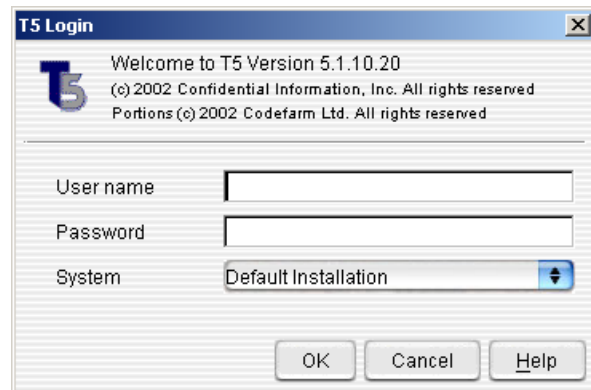 T5 Login
T5
Welcome to T5 Version 5.1.10.20
(c) 2002 Confidential Information, Inc. All rights reserved
Portions (c) 2002 Codefarm Ltd. All rights reserved
User name
Password
System Default Installation
OK Cancel Help